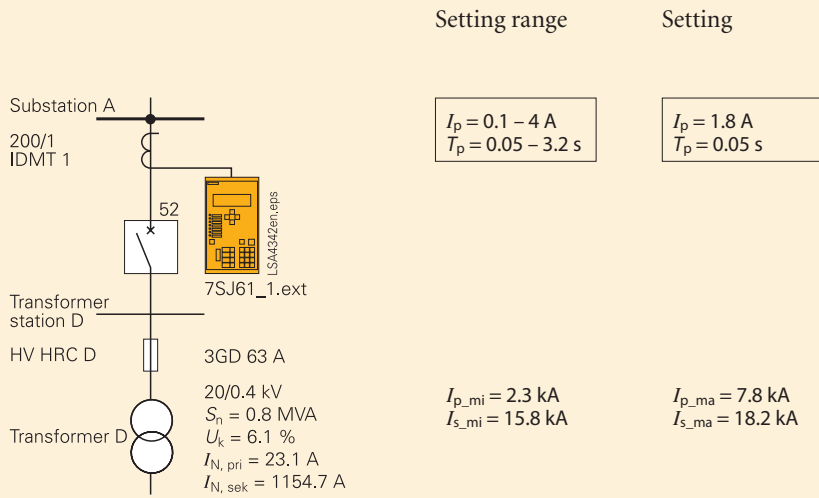 Setting range
Setting
Substation A
200/1
IDMT 1
I_p = 0.1 – 4 A
T_p = 0.05 – 3.2 s
I_p = 1.8 A
T_p = 0.05 s
52
LSA4342en.eps
7SJ61_1.ext
Transformer
station D
HV HRC D
3GD 63 A
Transformer D
20/0.4 kV
S_n = 0.8 MVA
U_k = 6.1 %
I_N, pri = 23.1 A
I_N, sek = 1154.7 A
I_p_mi = 2.3 kA
I_s_mi = 15.8 kA
I_p_ma = 7.8 kA
I_s_ma = 18.2 kA